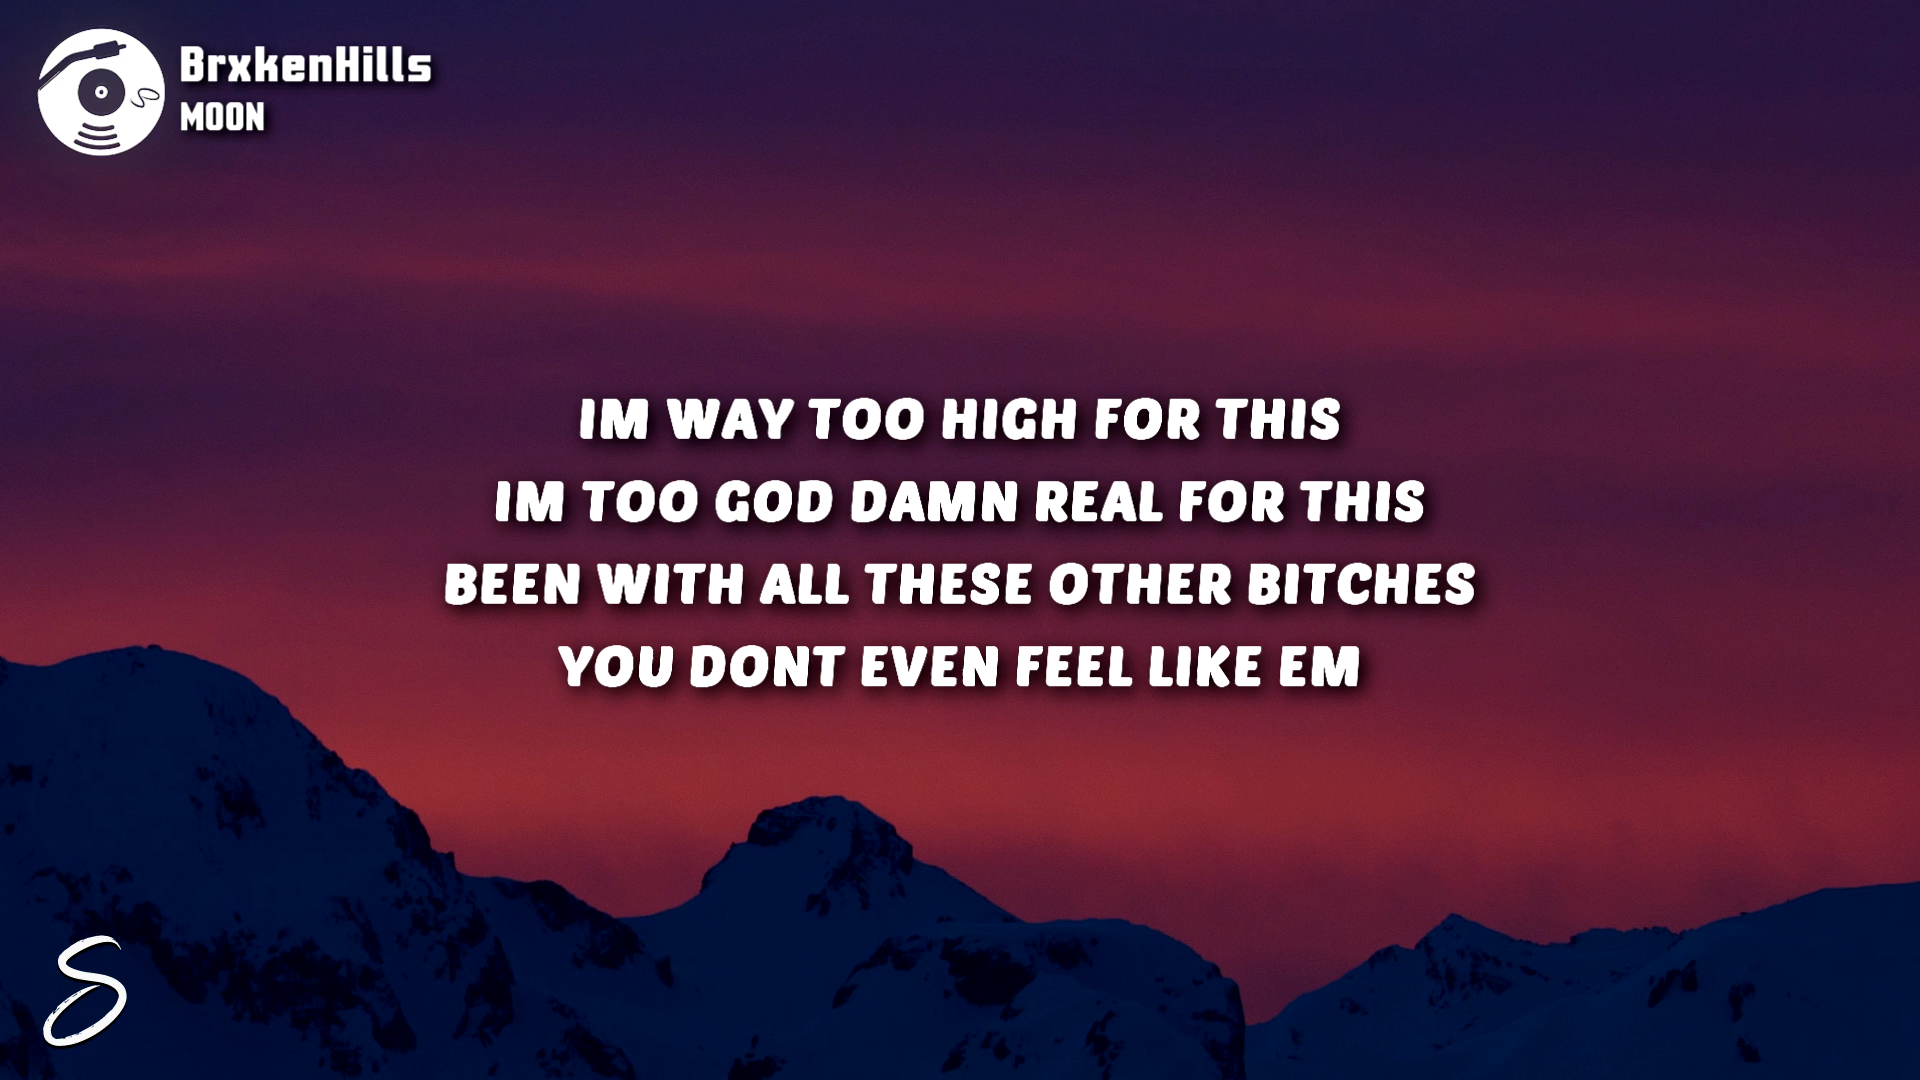 BrxkenHills
MOON
IM WAY TOO HIGH FOR THIS
IM TOO GOD DAMN REAL FOR THIS
BEEN WITH ALL THESE OTHER BITCHES
YOU DONT EVEN FEEL LIKE EM
S